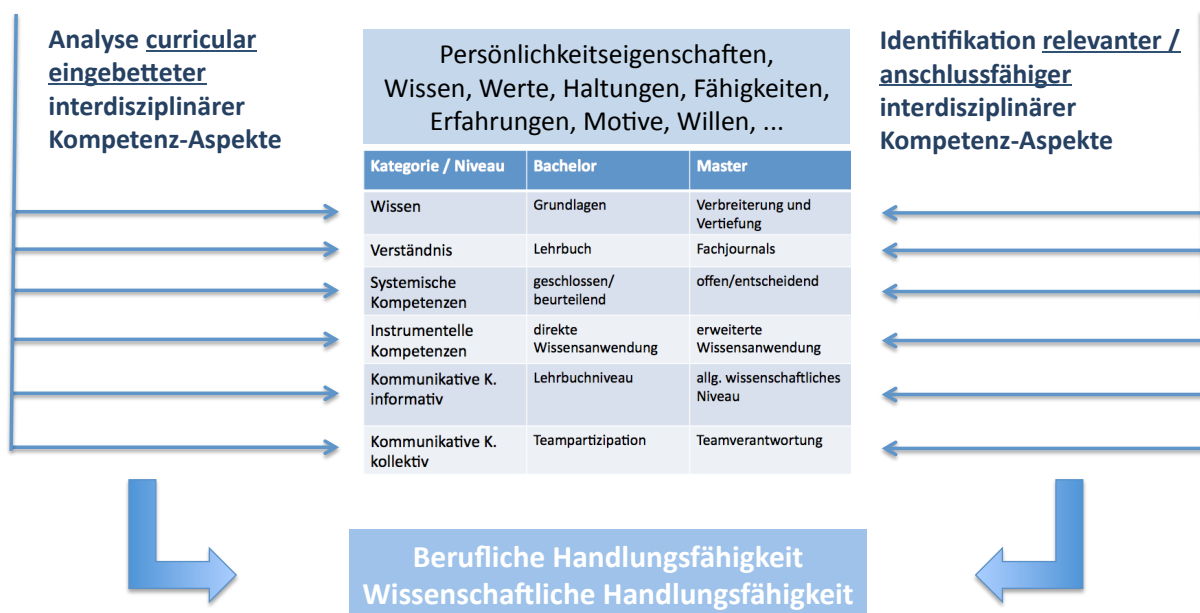 Analyse curricular
eingebetteter
interdisziplinärer
Kompetenz-Aspekte
Persönlichkeitseigenschaften,
Wissen, Werte, Haltungen, Fähigkeiten,
Erfahrungen, Motive, Willen, ...
Identifikation relevanter /
anschlussfähiger
interdisziplinärer
Kompetenz-Aspekte
Kategorie / Niveau Bachelor Master
Wissen Grundlagen Verbreiterung und
Vertiefung
Verständnis Lehrbuch Fachjournals
Systemische geschlossen/ offen/entscheidend
Kompetenzen beurteilend
Instrumentelle direkte erweiterte
Kompetenzen Wissensanwendung Wissensanwendung
Kommunikative K. Lehrbuchniveau allg. wissenschaftliches
informativ Niveau
Kommunikative K. Teampartizipation Teamverantwortung
kollektiv
Berufliche Handlungsfähigkeit
Wissenschaftliche Handlungsfähigkeit